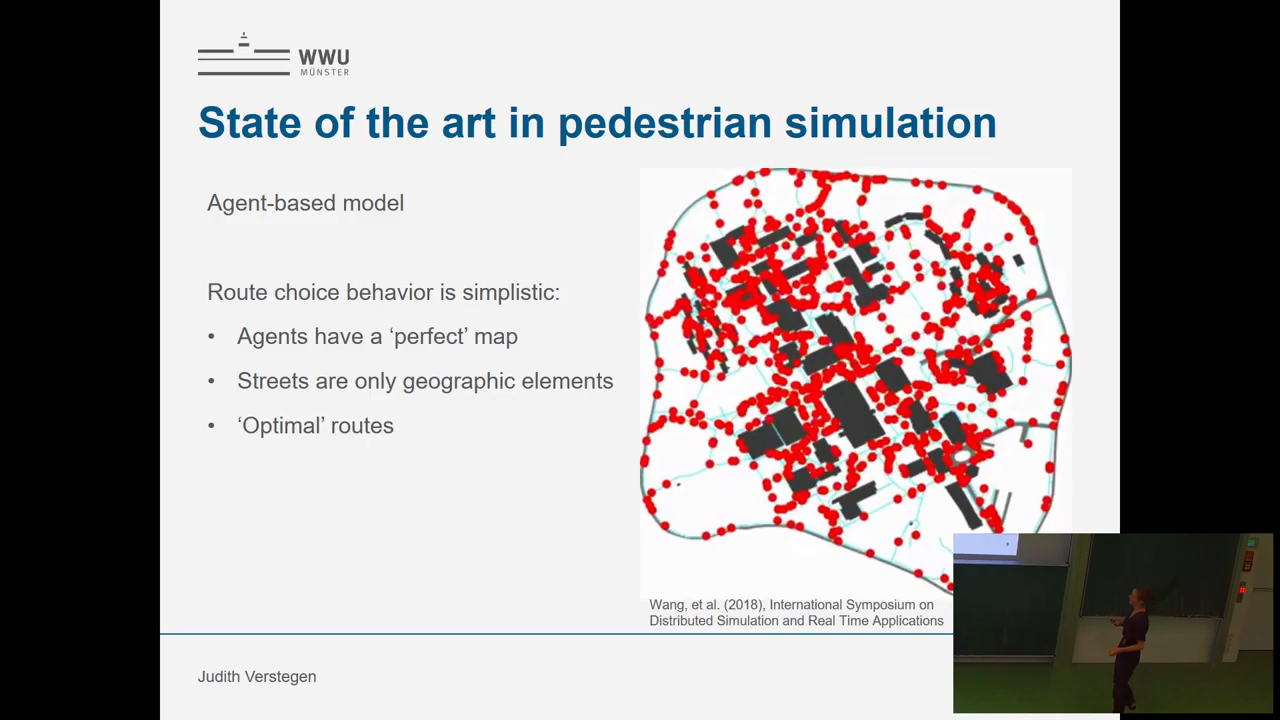 WWU
MÜNSTER
State of the art in pedestrian simulation
Agent-based model
Route choice behavior is simplistic:
• Agents have a ‘perfect’ map
• Streets are only geographic elements
• ‘Optimal’ routes
Wang, et al. (2018), International Symposium on
Distributed Simulation and Real Time Applications
Judith Verstegen